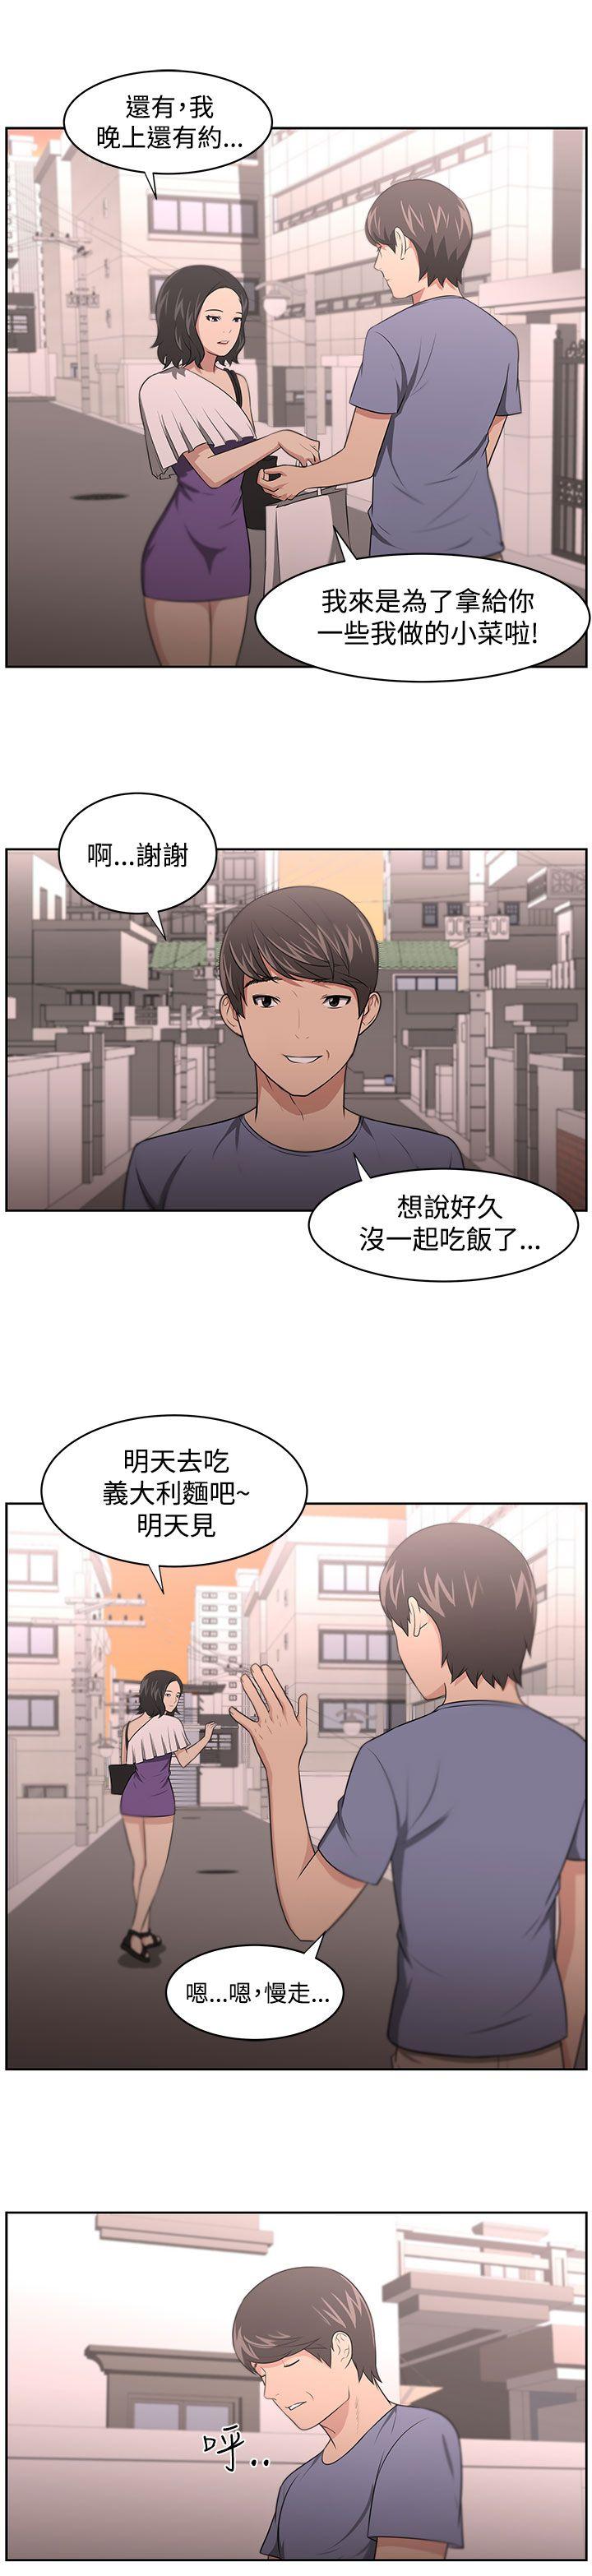 還有,我
晚上還有約...
我來是為了拿給你
一些我做的小菜啦!
啊...謝謝
想說好久
沒一起吃飯了...
明天去吃
義大利麵吧~
明天見
嗯...嗯,慢走...
呼..